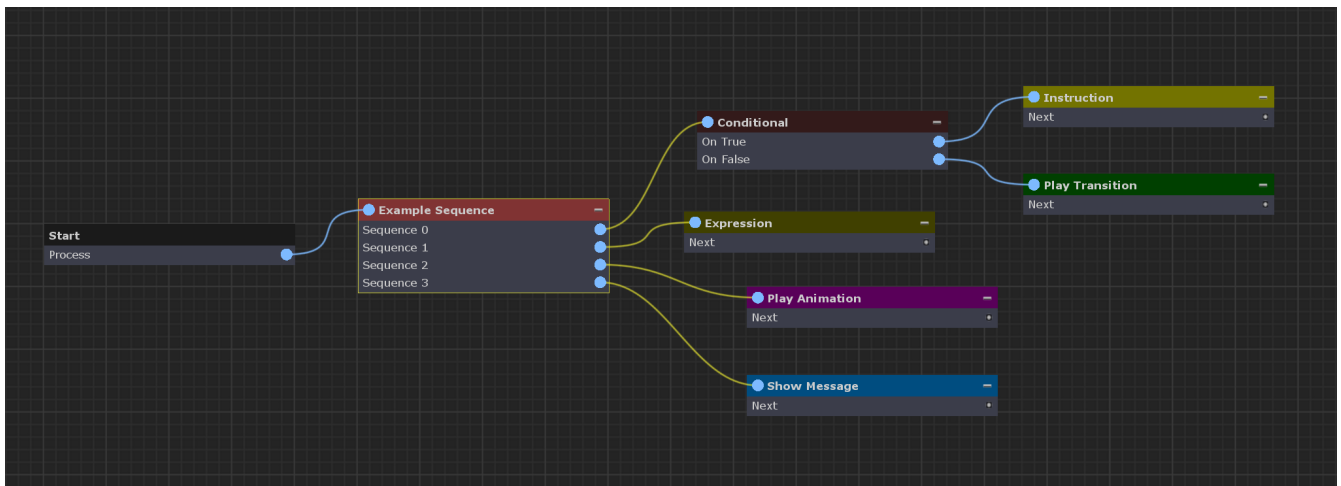 Start
Process
Example Sequence
Sequence 0
Sequence 1
Sequence 2
Sequence 3
Conditional
On True
On False
Instruction
Next
Play Transition
Next
Expression
Next
Play Animation
Next
Show Message
Next